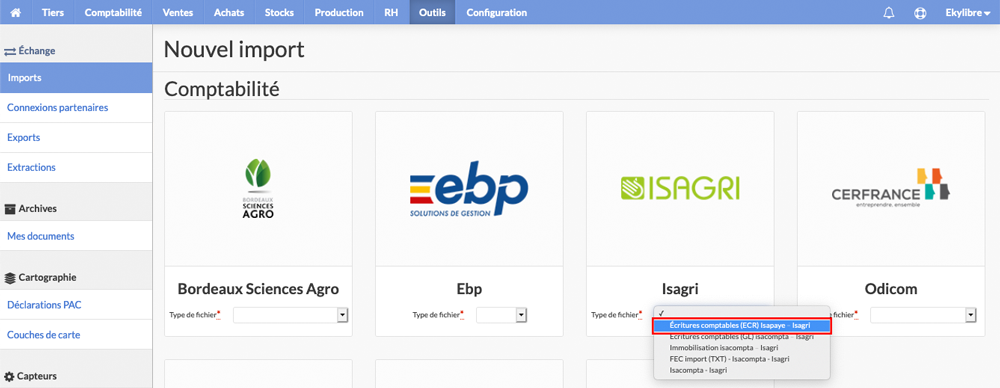 Tiers Comptabilité Ventes Achats Stocks Production RH Outils Configuration Ekylibre
Échange
Imports
Connexions partenaires
Exports
Extractions
Archives
Mes documents
Cartographie
Déclarations PAC
Couches de carte
Capteurs
Nouvel import
Comptabilité
BORDEAUX
SCIENCES
AGRO
Bordeaux Sciences Agro
Type de fichier*
ebp
SOLUTIONS DE GESTION
Ebp
Type de fichier*
ISAGRI
Isagri
Type de fichier*
✓
Écritures comptables (ECR) Isapaye - Isagri
Écritures comptables (GL) isacompta - Isagri
Immobilisation isacompta - Isagri
FEC import (TXT) - Isacompta - Isagri
Isacompta - Isagri
CERFRANCE
entreprendre, ensemble
Odicom
de fichier*